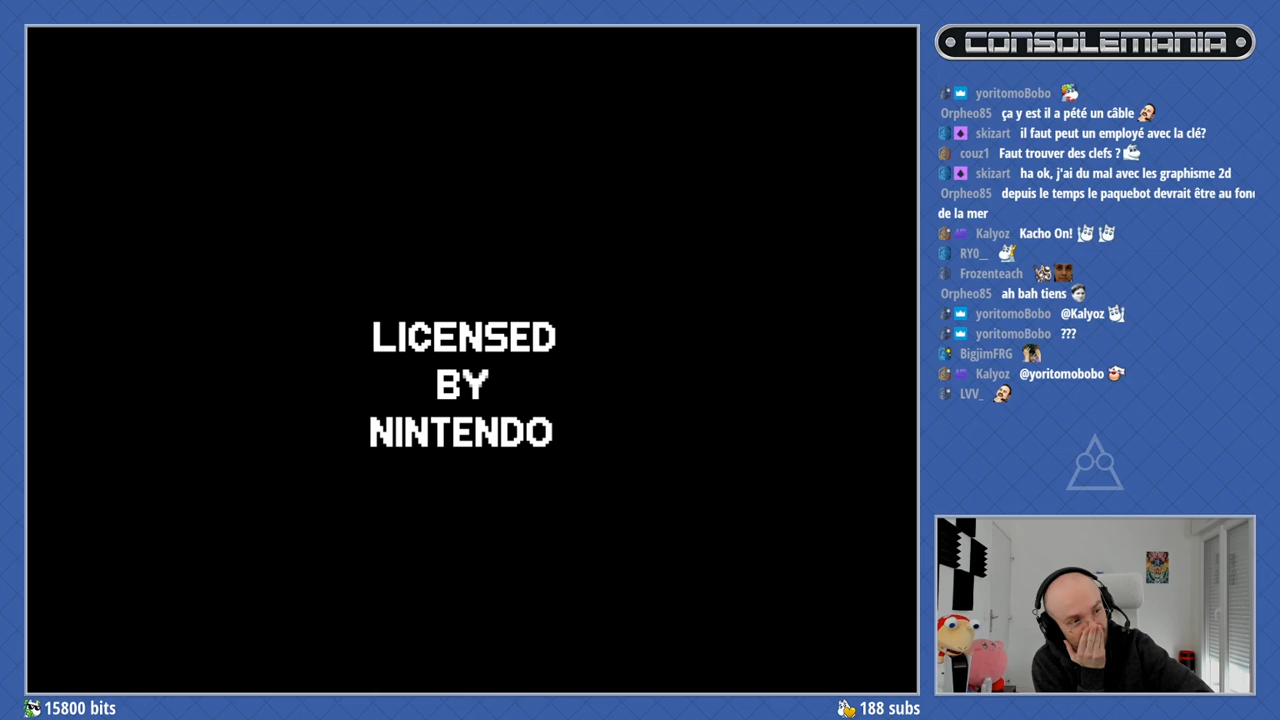 LICENSED
BY
NINTENDO
CONSOLEMANIA
yoritomoBobo
Orpheo85 ça y est il a pété un câble
skizart il faut peut un employé avec la clé?
couz1 Faut trouver des clefs ?
skizart ha ok, j'ai du mal avec les graphisme 2d
Orpheo85 depuis le temps le paquebot devrait être au fond
de la mer
Kalyoz Kacho On!
RY0__
Frozenteach
Orpheo85 ah bah tiens
yoritomoBobo @Kalyoz
yoritomoBobo ???
BigjimFRG
Kalyoz @yoritomobobo
LVV_
15800 bits
188 subs